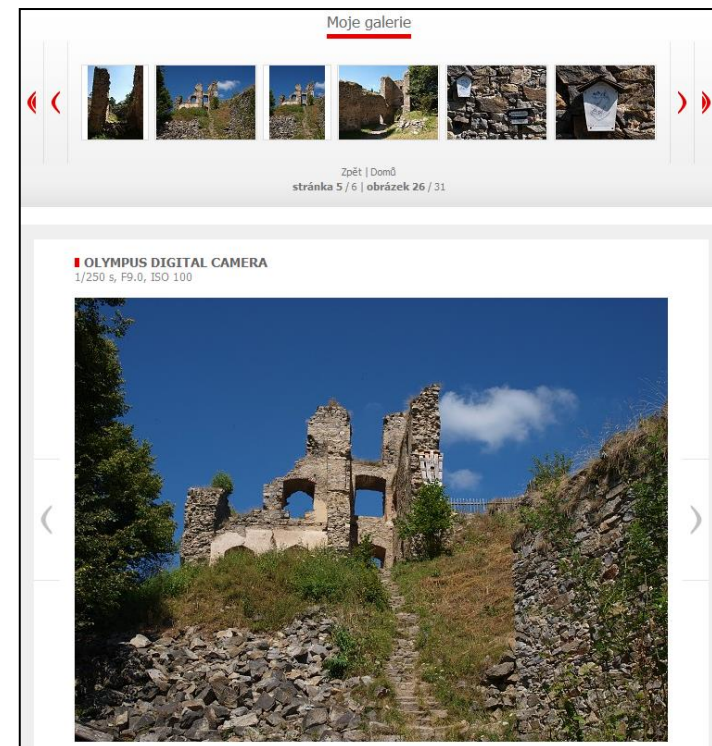 Moje galerie
Zpět | Domů
stránka 5 / 6 | obrázek 26 / 31
OLYMPUS DIGITAL CAMERA
1/250 s, F9.0, ISO 100